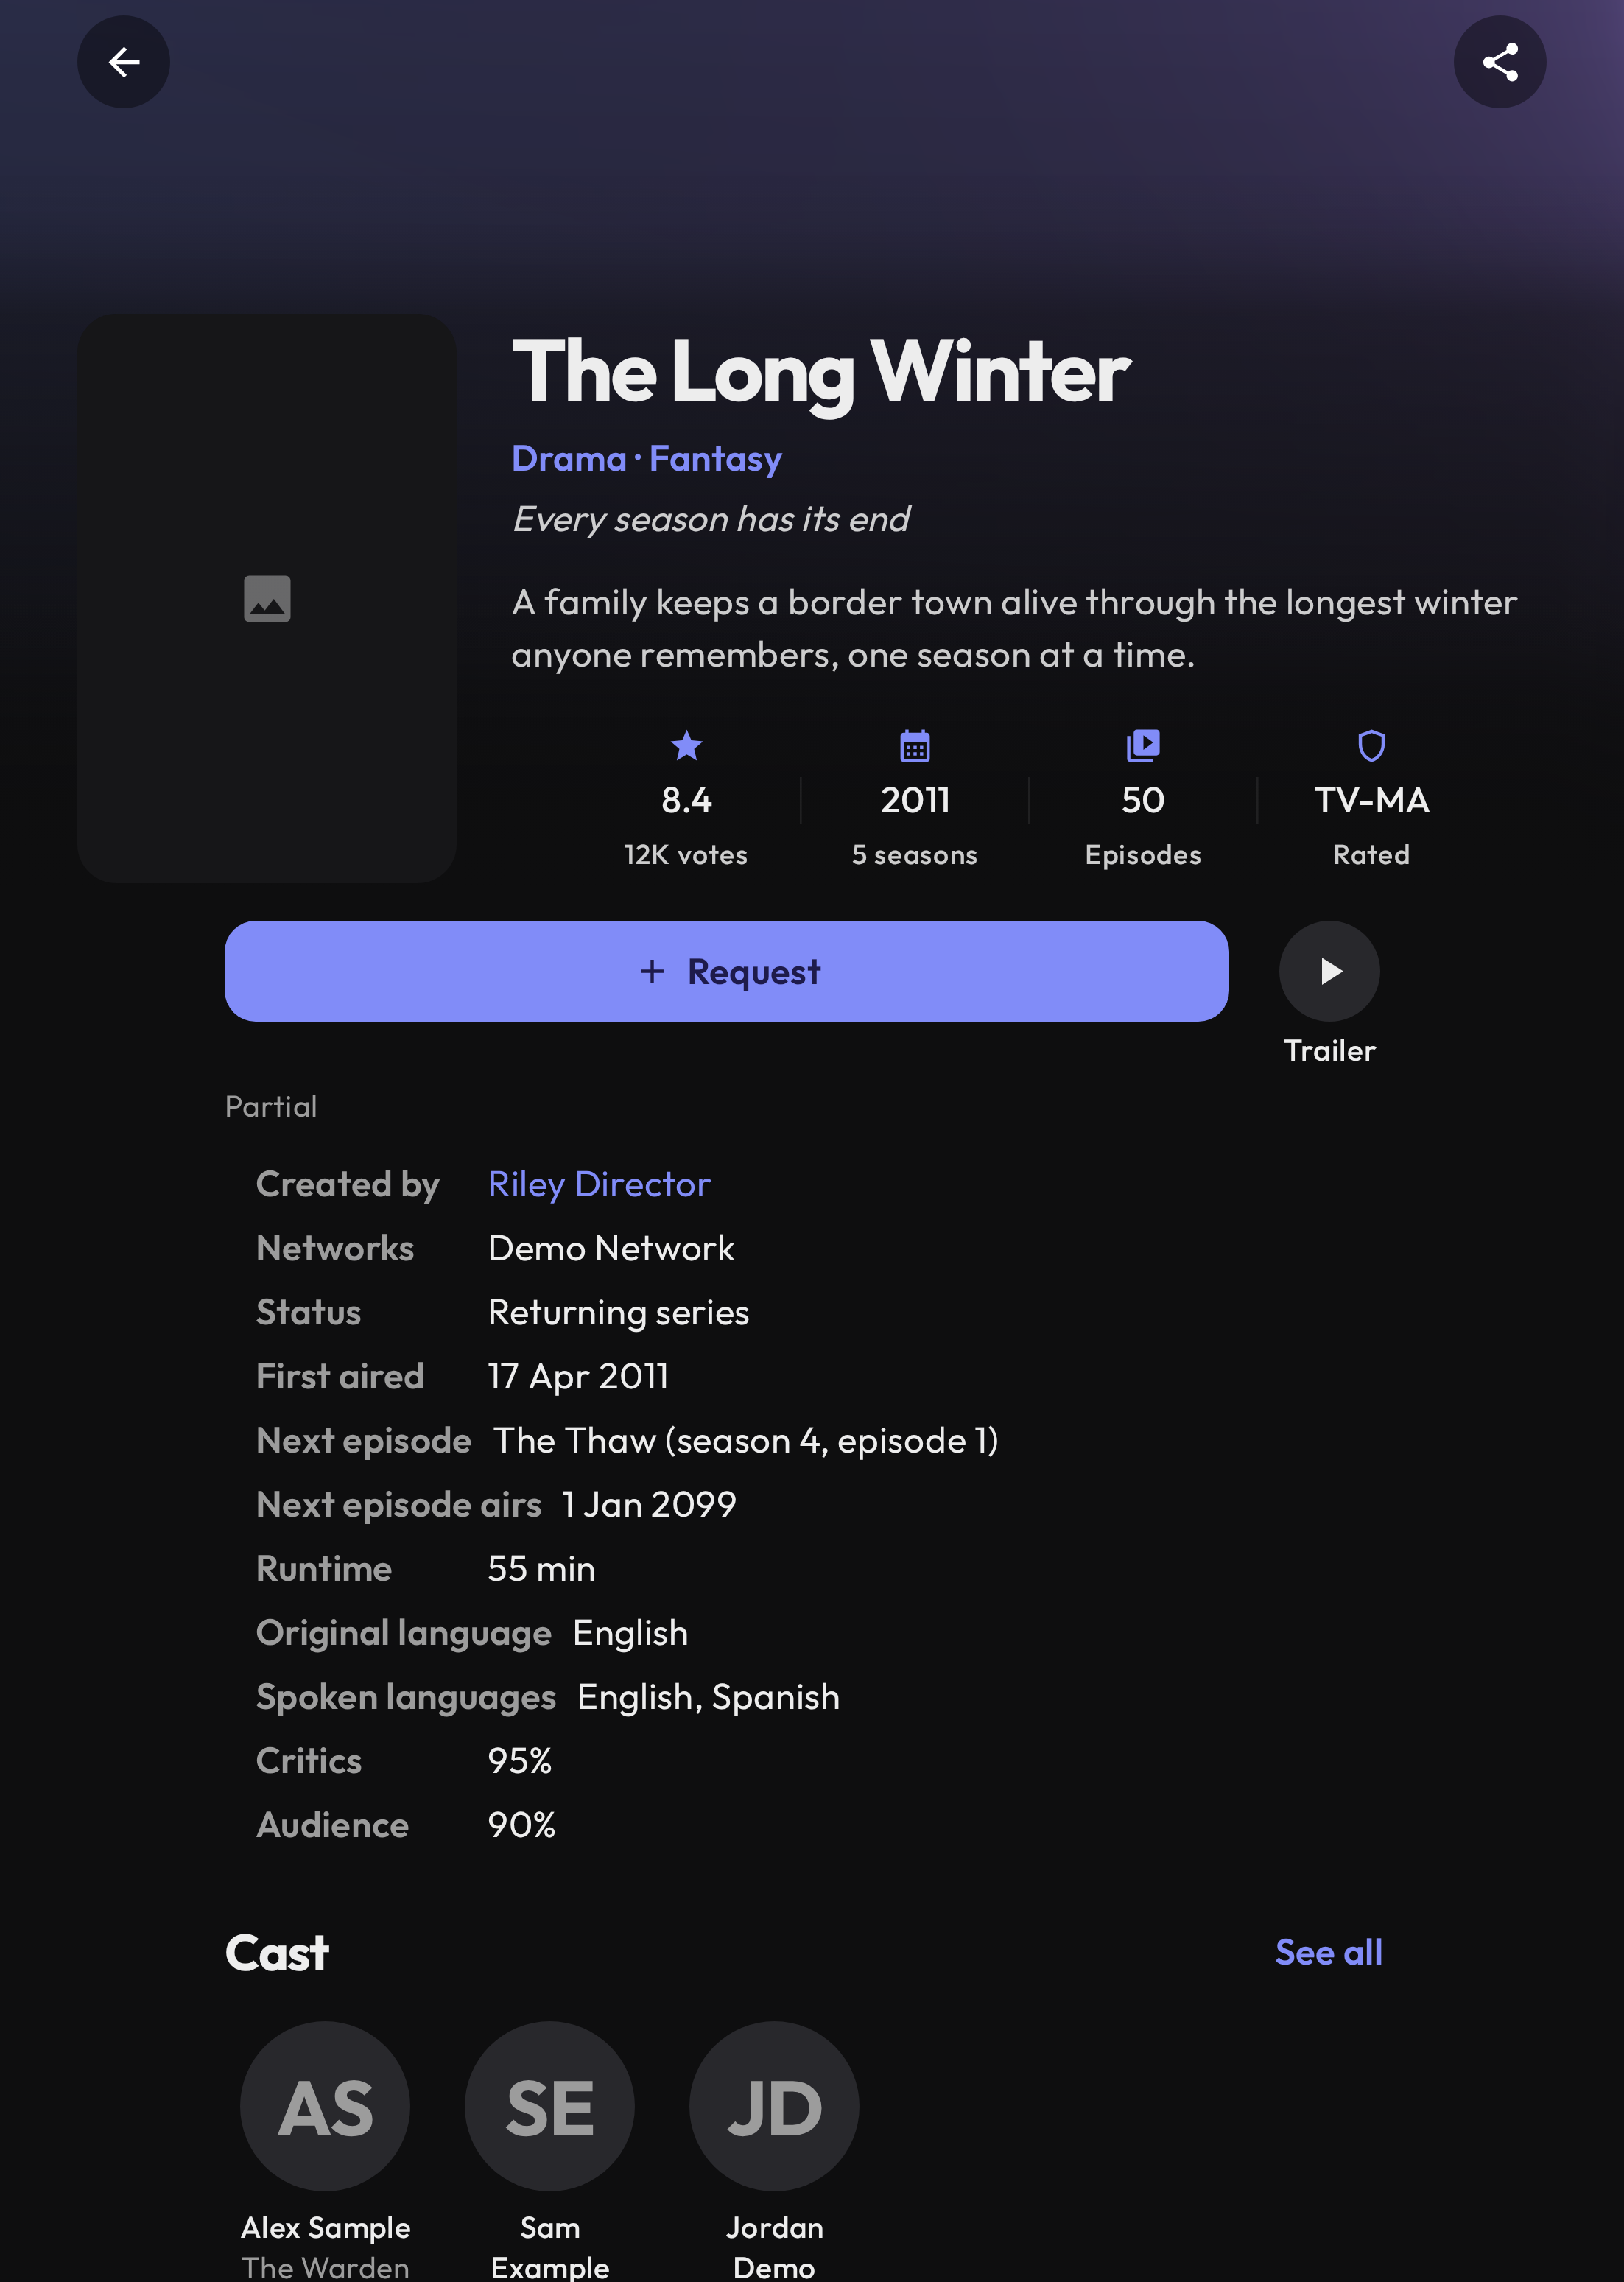 The Long Winter
Drama · Fantasy
Every season has its end
A family keeps a border town alive through the longest winter
anyone remembers, one season at a time.
8.4
12K votes
2011
5 seasons
50
Episodes
TV-MA
Rated
+ Request
Trailer
Partial
Created by Riley Director
Networks Demo Network
Status Returning series
First aired 17 Apr 2011
Next episode The Thaw (season 4, episode 1)
Next episode airs 1 Jan 2099
Runtime 55 min
Original language English
Spoken languages English, Spanish
Critics 95%
Audience 90%
Cast
See all
AS
Alex Sample
The Warden
SE
Sam
Example
JD
Jordan
Demo